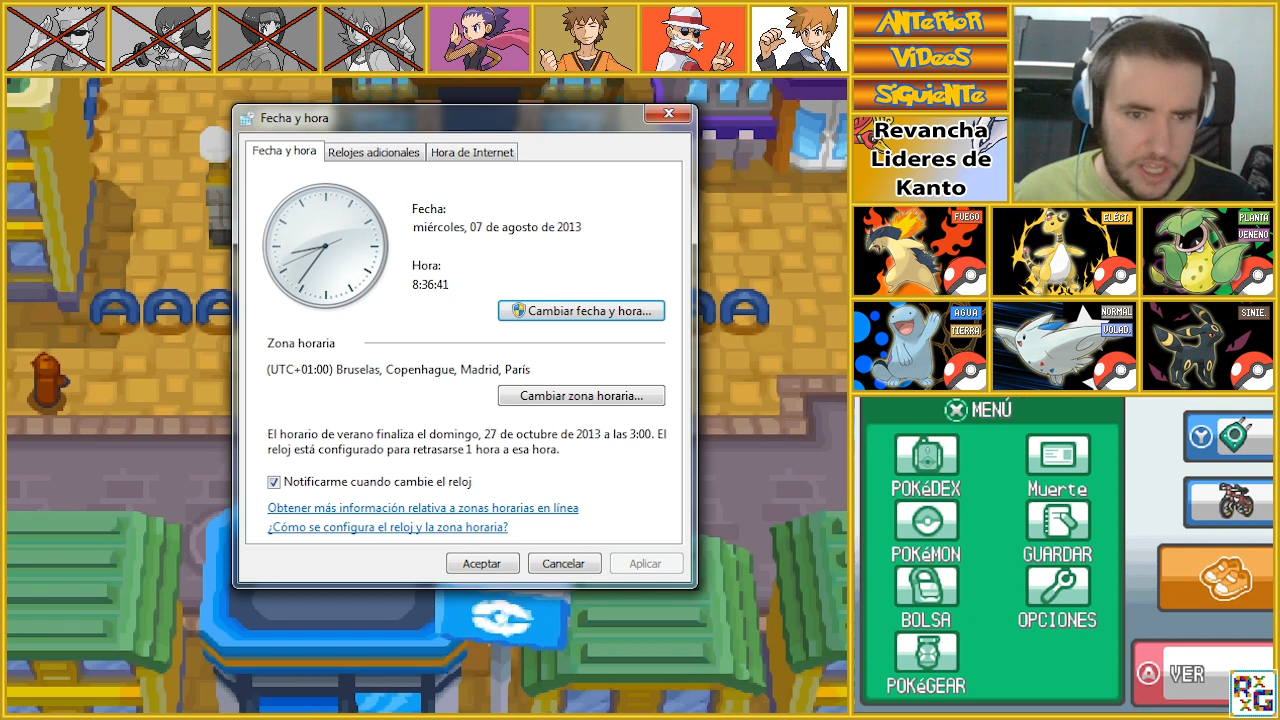 ANTERIOR
VIDEOS
SIGUIENTE
Revancha
Lideres de
Kanto
Fecha y hora
Fecha y hora
Relojes adicionales
Hora de Internet
Fecha:
miércoles, 07 de agosto de 2013
Hora:
8:36:41
Cambiar fecha y hora...
Zona horaria
(UTC+01:00) Bruselas, Copenhague, Madrid, París
Cambiar zona horaria...
El horario de verano finaliza el domingo, 27 de octubre de 2013 a las 3:00. El
reloj está configurado para retrasarse 1 hora a esa hora.
Notificarme cuando cambie el reloj
Obtener más información relativa a zonas horarias en línea
¿Cómo se configura el reloj y la zona horaria?
Aceptar
Cancelar
Aplicar
FUEGO
ELÉCT.
PLANTA
VENENO
AGUA
TIERRA
NORMAL
VOLAD.
SINIE.
X MENÚ
POKéDEX
Muerte
POKéMON
GUARDAR
BOLSA
OPCIONES
POKéGEAR
Y
A VER
RxxG